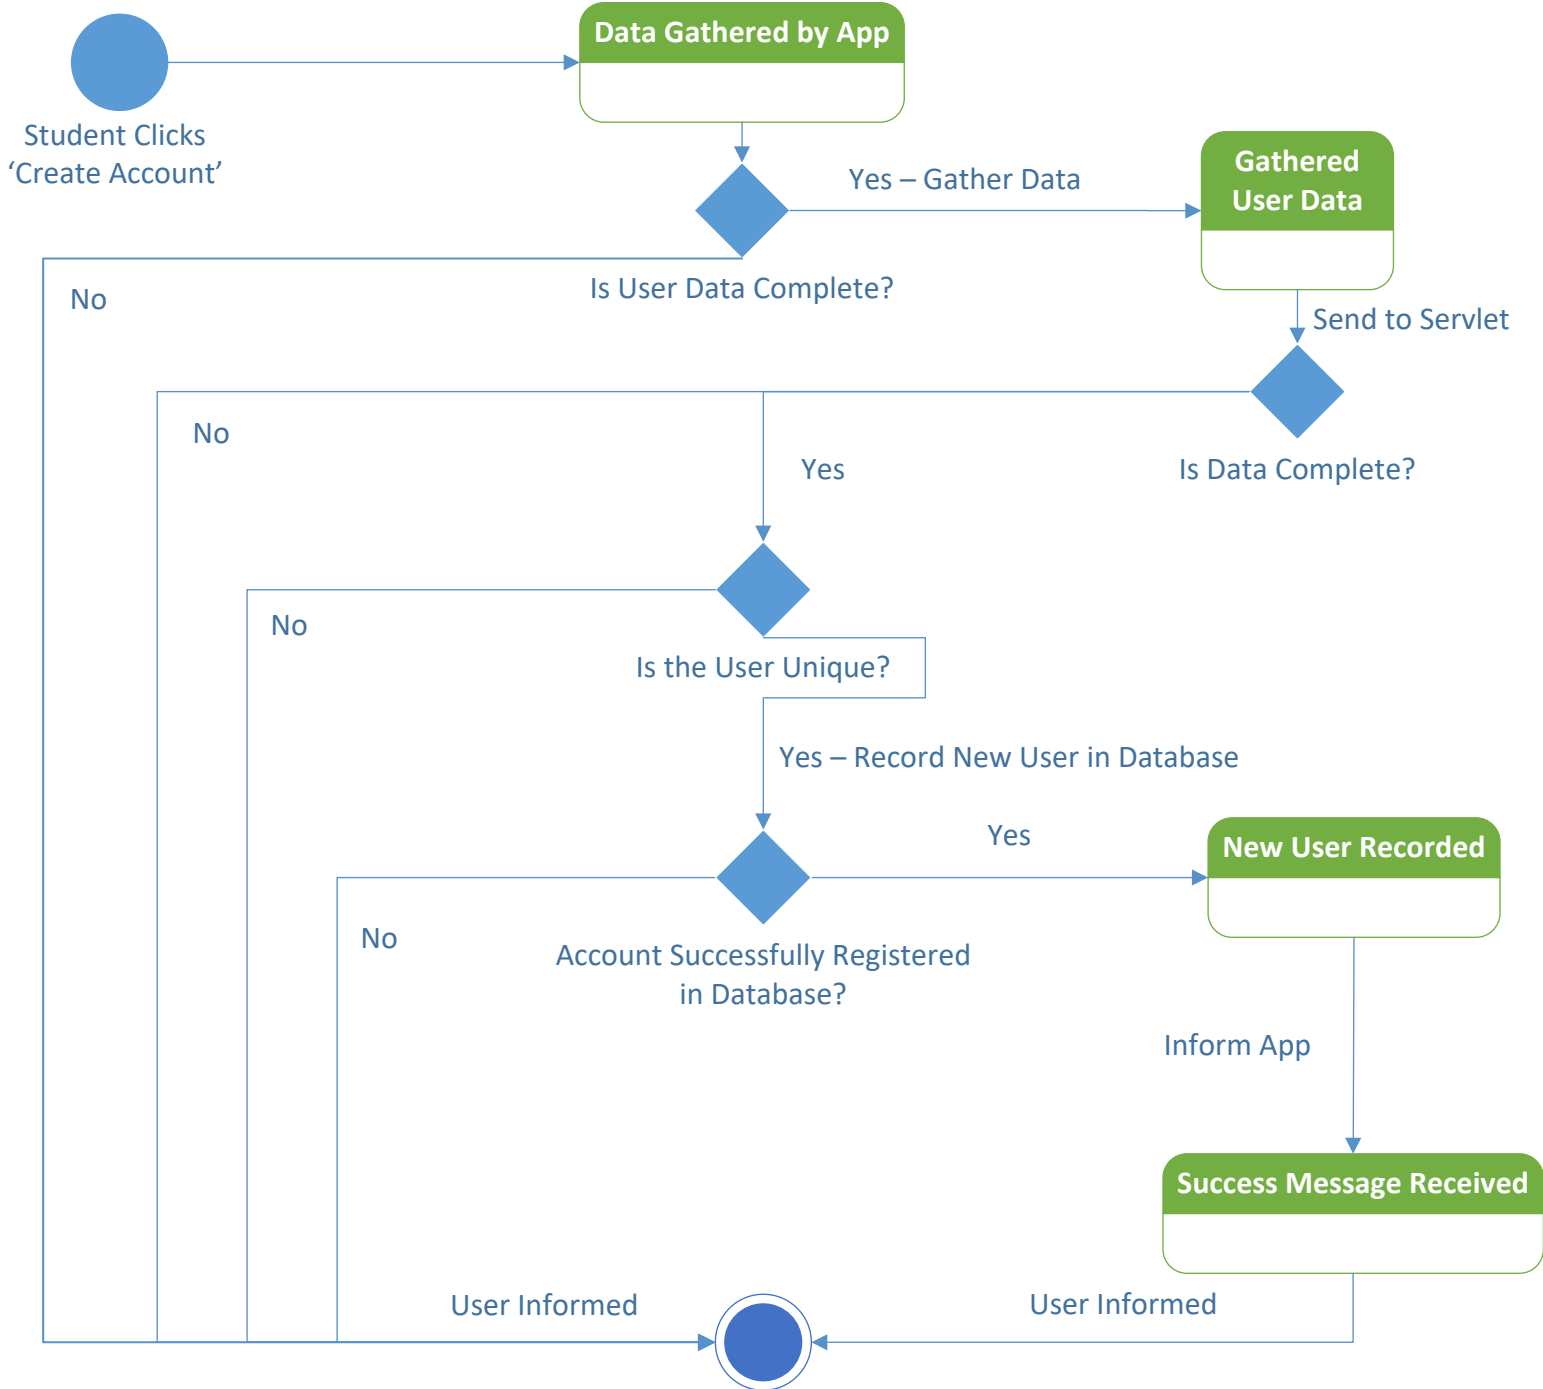 Data Gathered by App
Student Clicks
‘Create Account’
Gathered
User Data
Yes – Gather Data
Is User Data Complete?
No
Send to Servlet
No
Yes
Is Data Complete?
No
Is the User Unique?
Yes – Record New User in Database
Yes
New User Recorded
No
Account Successfully Registered
in Database?
Inform App
Success Message Received
User Informed
User Informed